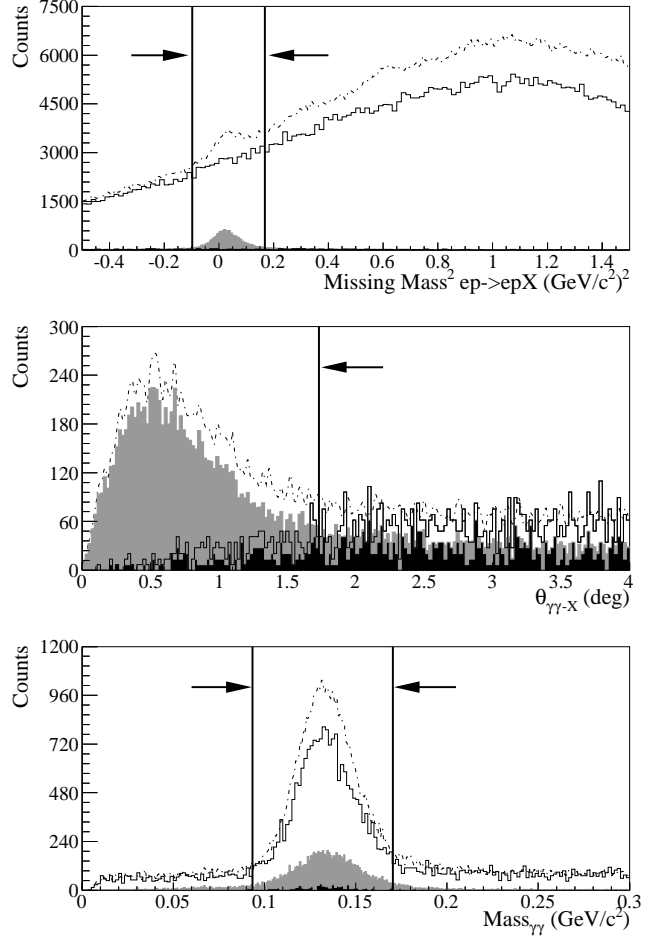 Counts
7500
6000
4500
3000
1500
0
-0.4 -0.2 0 0.2 0.4 0.6 0.8 1 1.2 1.4
Missing Mass² ep->epX (GeV/c²)²
Counts
300
240
180
120
60
0
0 0.5 1 1.5 2 2.5 3 3.5 4
θγγ-X (deg)
Counts
1200
960
720
480
240
0
0 0.05 0.1 0.15 0.2 0.25 0.3
Massγγ (GeV/c²)